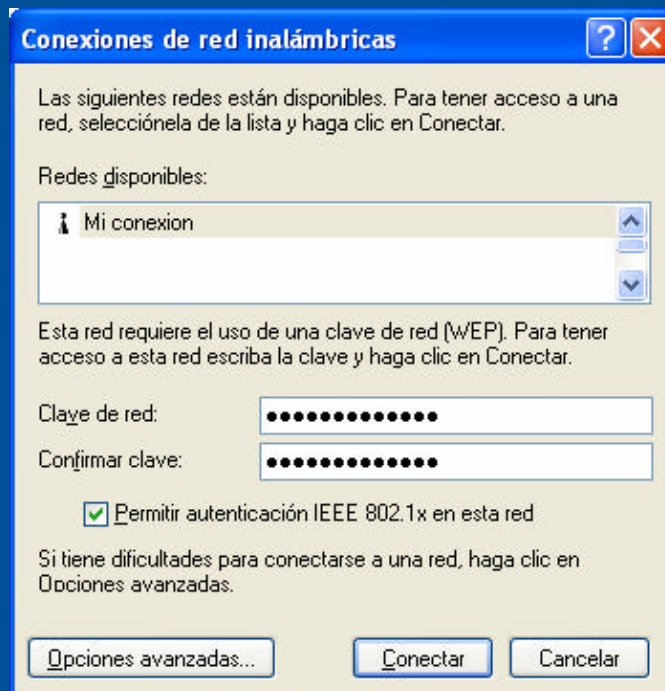 Conexiones de red inalámbricas
Las siguientes redes están disponibles. Para tener acceso a una
red, selecciónela de la lista y haga clic en Conectar.
Redes disponibles:
Mi conexion
Esta red requiere el uso de una clave de red (WEP). Para tener
acceso a esta red escriba la clave y haga clic en Conectar.
Clave de red: •••••••••••••
Confirmar clave: •••••••••••••
Permitir autenticación IEEE 802.1x en esta red
Si tiene dificultades para conectarse a una red, haga clic en
Opciones avanzadas.
Opciones avanzadas... Conectar Cancelar